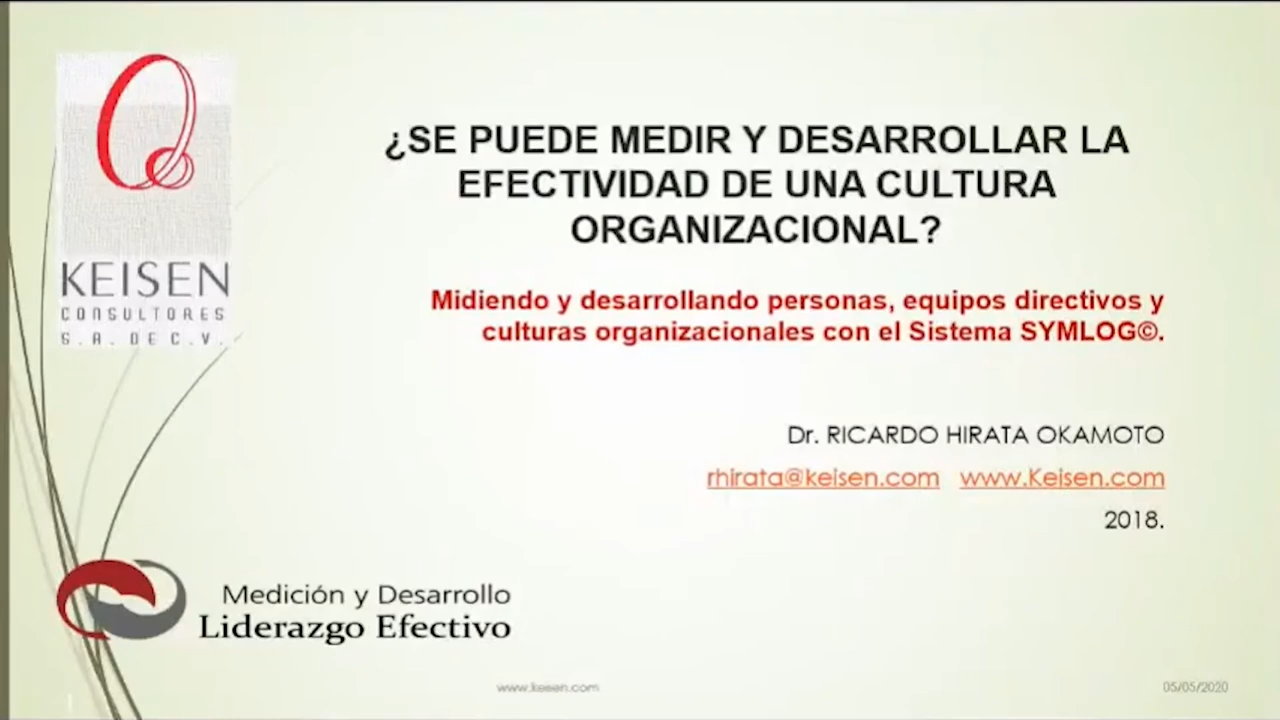 KEISEN
CONSULTORES
S.A. DE C.V.
¿SE PUEDE MEDIR Y DESARROLLAR LA
EFECTIVIDAD DE UNA CULTURA
ORGANIZACIONAL?
Midiendo y desarrollando personas, equipos directivos y
culturas organizacionales con el Sistema SYMLOG©.
Dr. RICARDO HIRATA OKAMOTO
rhirata@keisen.com www.Keisen.com
2018.
Medición y Desarrollo
Liderazgo Efectivo
www.keisen.com
05/05/2020